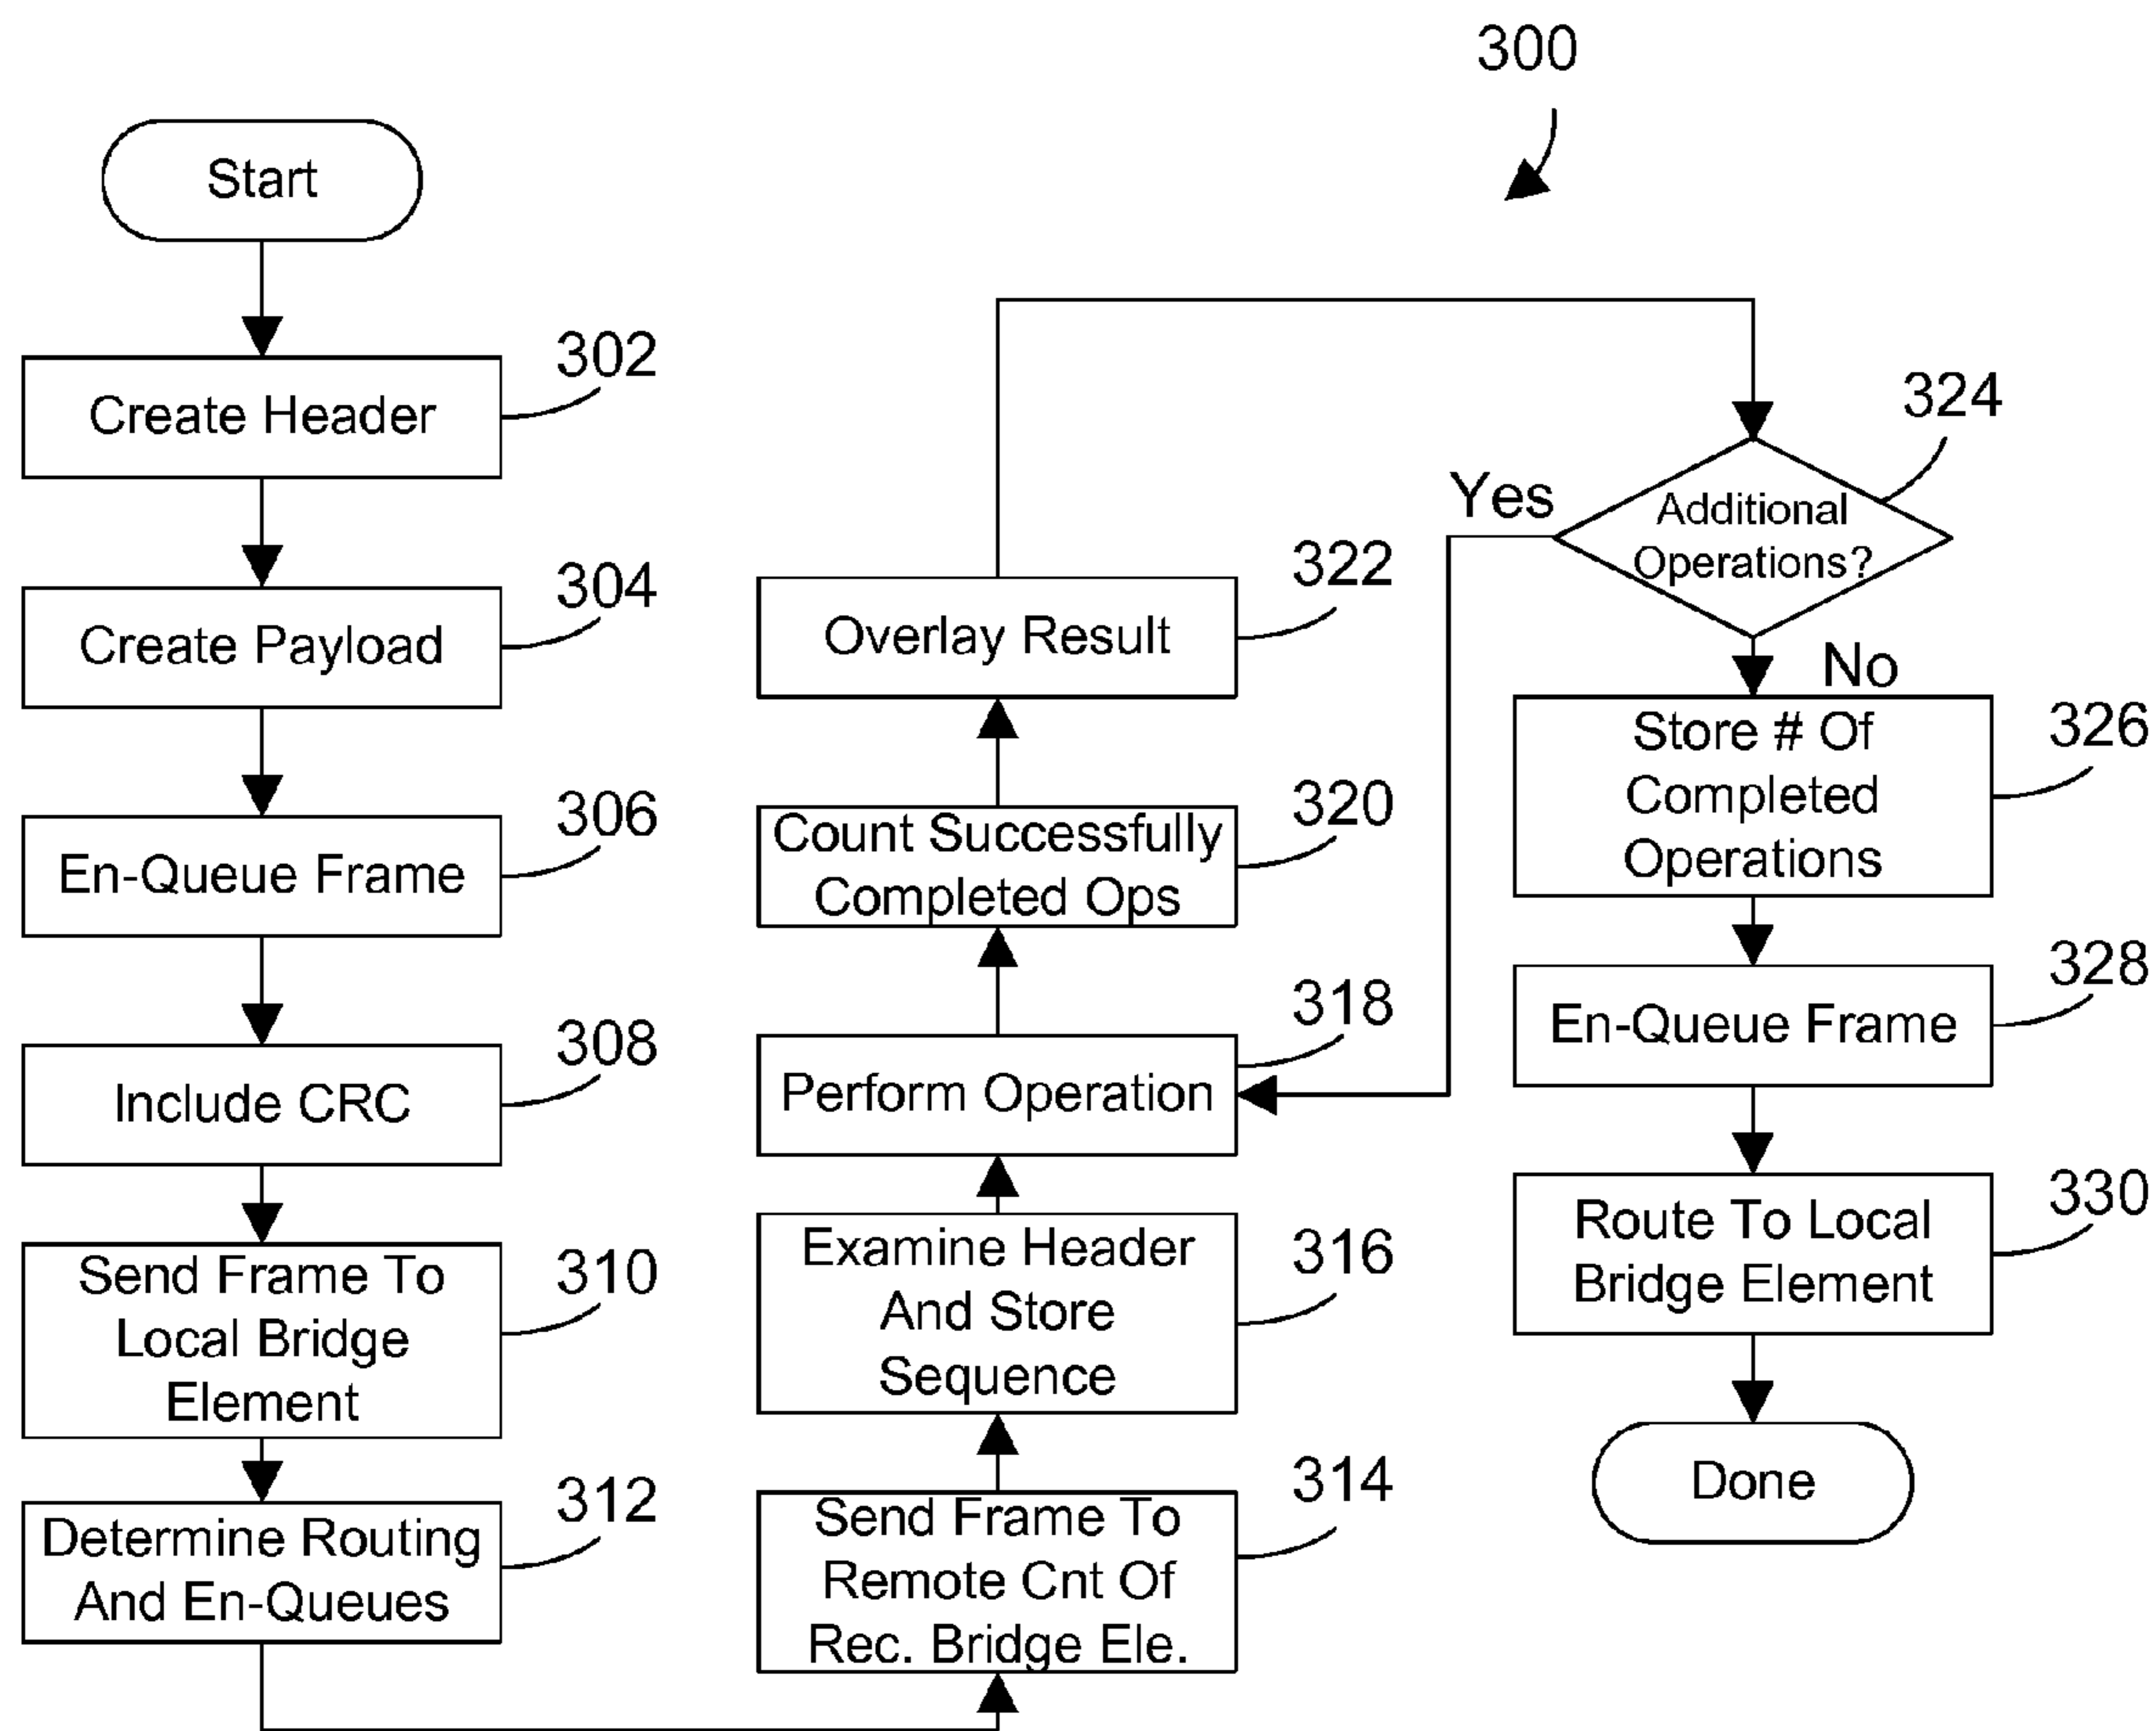 300
Start
302
Create Header
304
Create Payload
306
En-Queue Frame
308
Include CRC
310
Send Frame To
Local Bridge
Element
312
Determine Routing
And En-Queues
314
Send Frame To
Remote Cnt Of
Rec. Bridge Ele.
316
Examine Header
And Store
Sequence
318
Perform Operation
320
Count Successfully
Completed Ops
322
Overlay Result
324
Additional
Operations?
Yes
No
326
Store # Of
Completed
Operations
328
En-Queue Frame
330
Route To Local
Bridge Element
Done